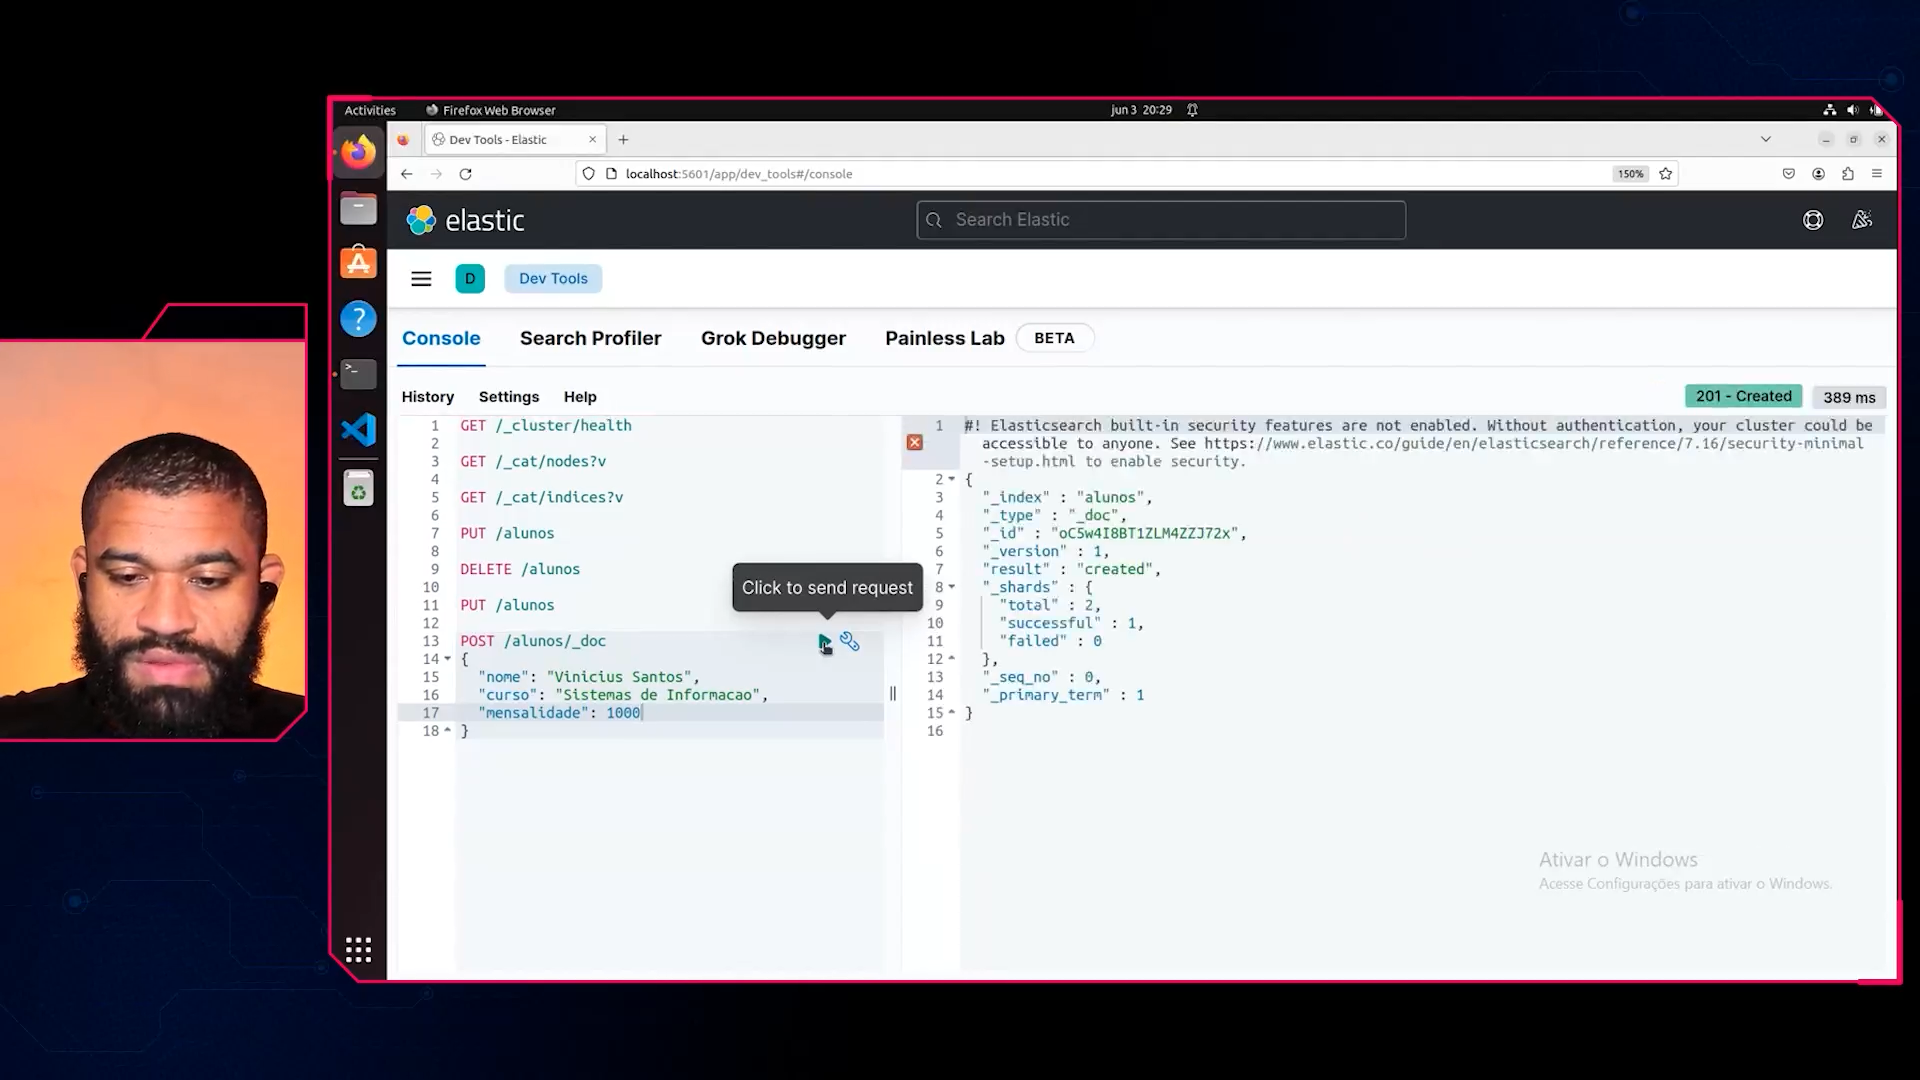 Activities
Firefox Web Browser
jun 3 20:29
Dev Tools - Elastic
localhost:5601/app/dev_tools#/console
150%
elastic
Search Elastic
D
Dev Tools
Console
Search Profiler
Grok Debugger
Painless Lab
BETA
History
Settings
Help
201 - Created
389 ms
1 GET /_cluster/health
2
3 GET /_cat/nodes?v
4
5 GET /_cat/indices?v
6
7 PUT /alunos
8
9 DELETE /alunos
10
11 PUT /alunos
12
13 POST /alunos/_doc
14 {
15 "nome": "Vinicius Santos",
16 "curso": "Sistemas de Informacao",
17 "mensalidade": 1000
18 }
Click to send request
1 #! Elasticsearch built-in security features are not enabled. Without authentication, your cluster could be
accessible to anyone. See https://www.elastic.co/guide/en/elasticsearch/reference/7.16/security-minimal
-setup.html to enable security.
2 {
3 "_index" : "alunos",
4 "_type" : "_doc",
5 "_id" : "oC5w4I8BT1ZLM4ZZJ72x",
6 "_version" : 1,
7 "result" : "created",
8 "_shards" : {
9 "total" : 2,
10 "successful" : 1,
11 "failed" : 0
12 },
13 "_seq_no" : 0,
14 "_primary_term" : 1
15 }
16
Ativar o Windows
Acesse Configurações para ativar o Windows.